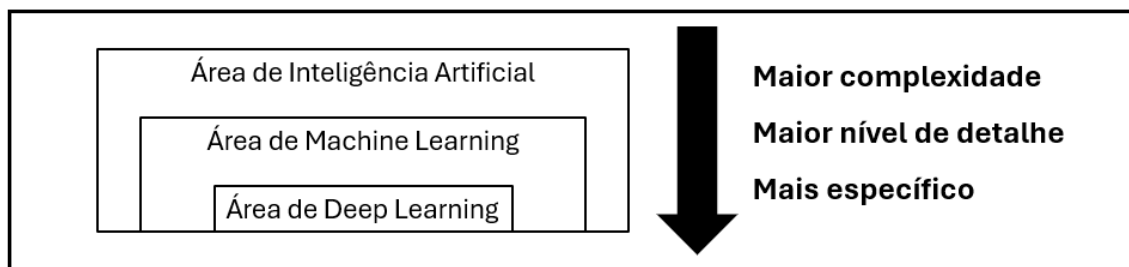 Área de Inteligência Artificial
Área de Machine Learning
Área de Deep Learning
Maior complexidade
Maior nível de detalhe
Mais específico